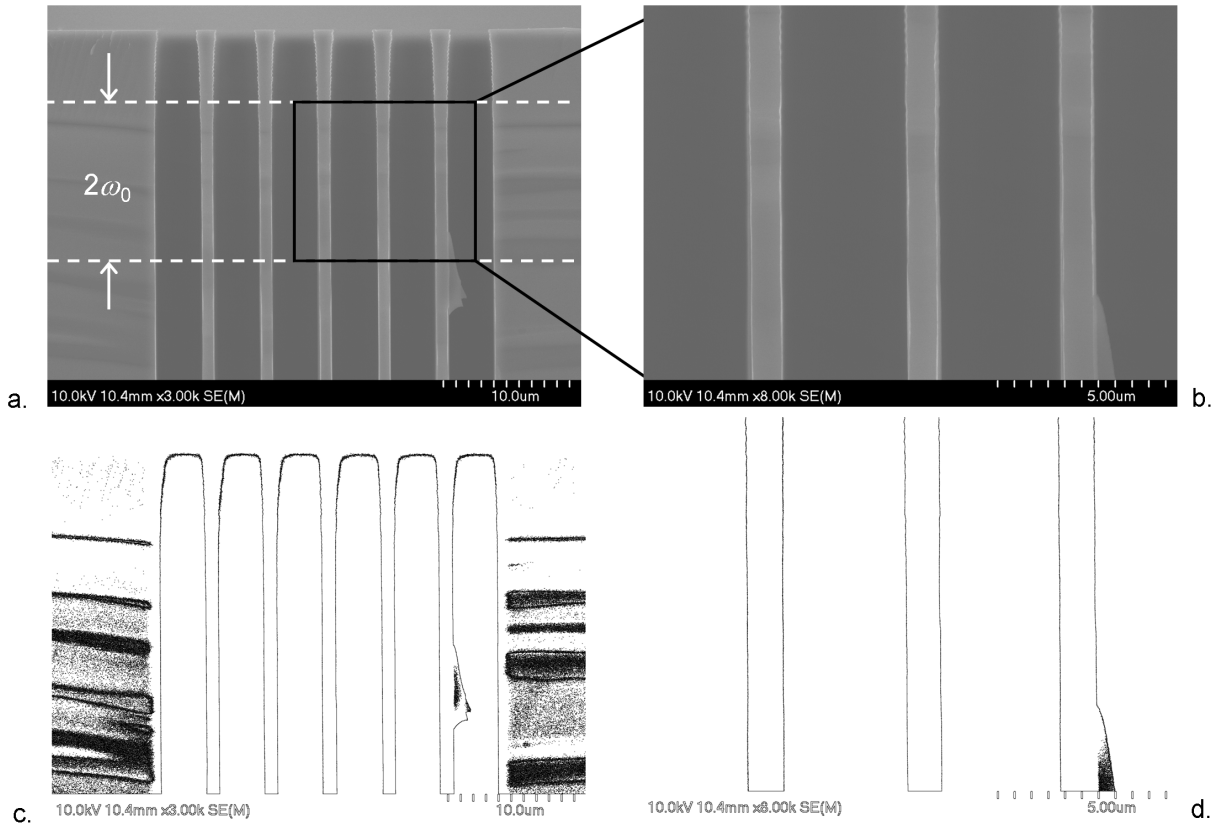 2ω₀
10.0kV 10.4mm x3.00k SE(M) 10.0um
a.
10.0kV 10.4mm x8.00k SE(M) 5.00um
b.
10.0kV 10.4mm x3.00k SE(M) 10.0um
c.
10.0kV 10.4mm x8.00k SE(M) 5.00um
d.